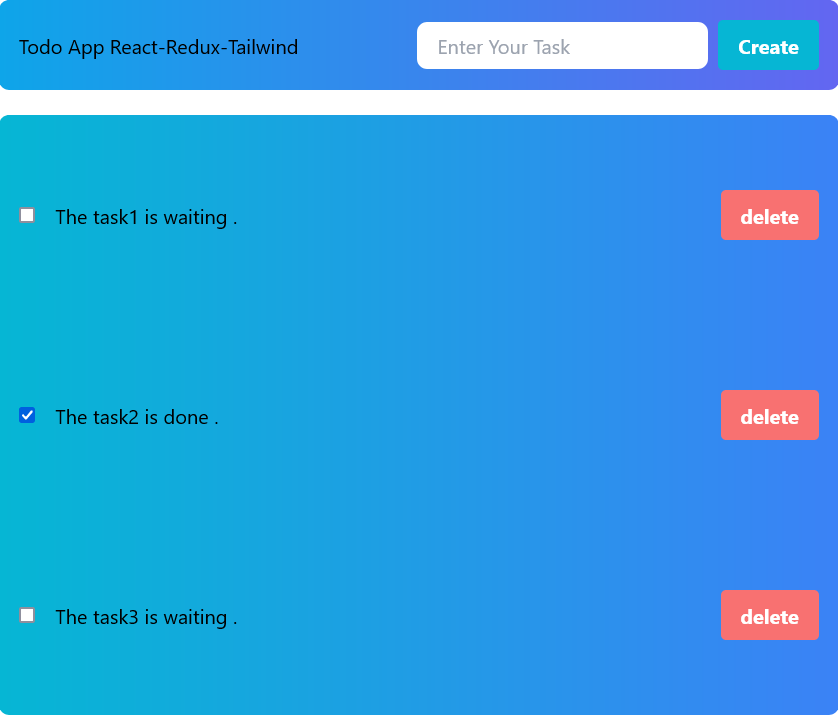 Todo App React-Redux-Tailwind
Enter Your Task
Create
The task1 is waiting .
delete
The task2 is done .
delete
The task3 is waiting .
delete